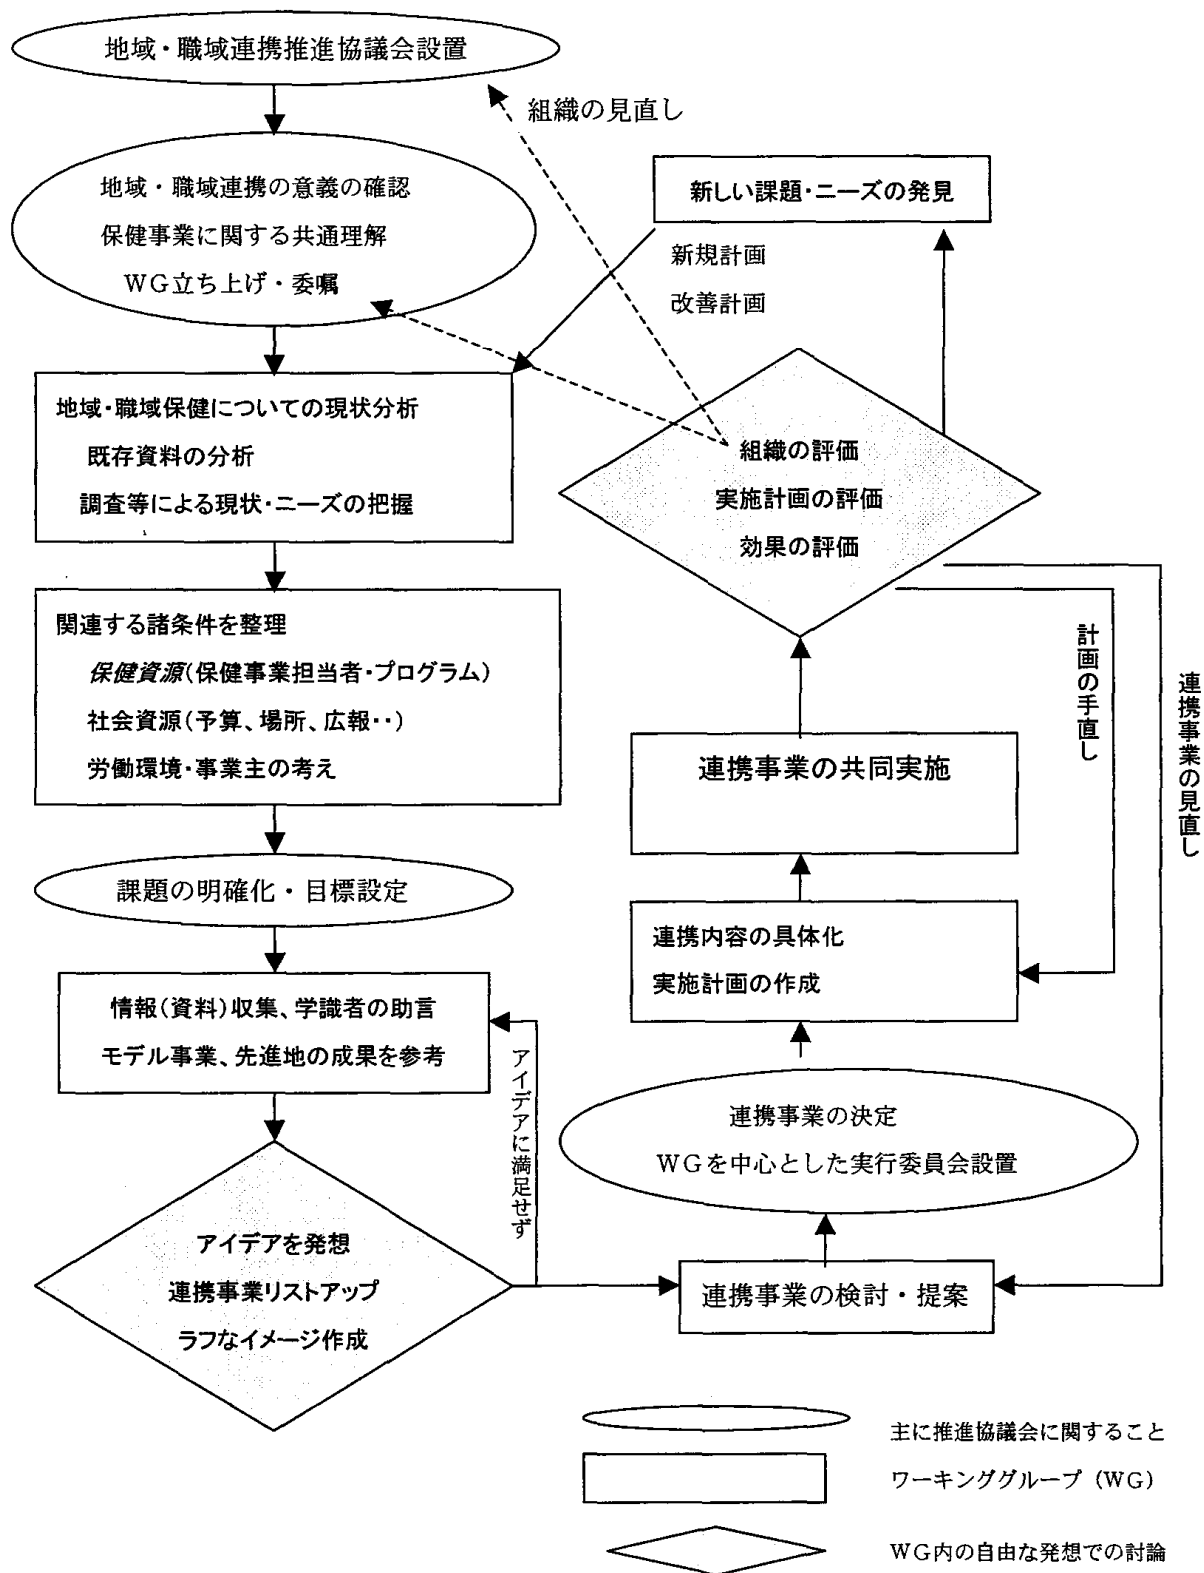 地域・職域連携推進協議会設置
組織の見直し
地域・職域連携の意義の確認
保健事業に関する共通理解
ＷＧ立ち上げ・委嘱
新しい課題・ニーズの発見
新規計画
改善計画
地域・職域保健についての現状分析
既存資料の分析
調査等による現状・ニーズの把握
組織の評価
実施計画の評価
効果の評価
関連する諸条件を整理
保健資源(保健事業担当者・プログラム)
社会資源(予算、場所、広報・・)
労働環境・事業主の考え
計画の手直し
連携事業の見直し
連携事業の共同実施
課題の明確化・目標設定
連携内容の具体化
実施計画の作成
情報(資料)収集、学識者の助言
モデル事業、先進地の成果を参考
アイデアに満足せず
連携事業の決定
ＷＧを中心とした実行委員会設置
アイデアを発想
連携事業リストアップ
ラフなイメージ作成
連携事業の検討・提案
主に推進協議会に関すること
ワーキンググループ（ＷＧ）
ＷＧ内の自由な発想での討論